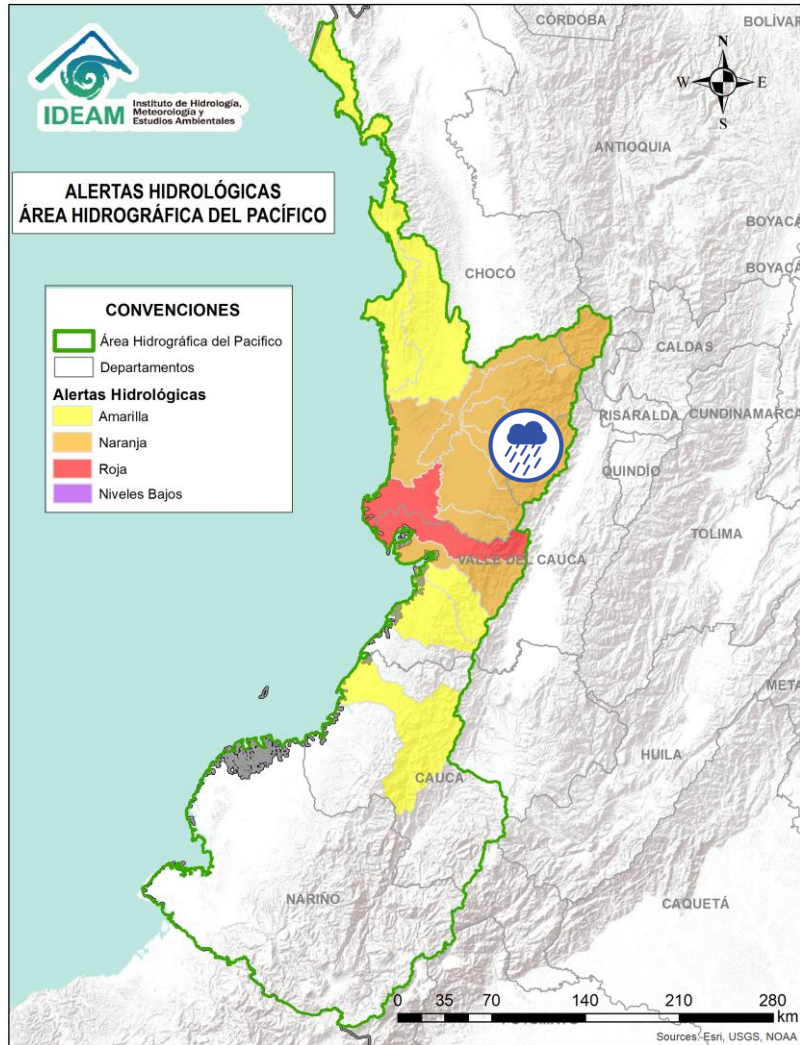 CÓRDOBA
BOLÍVAR
N
W
E
S
IDEAM
Instituto de Hidrología,
Meteorología y
Estudios Ambientales
ANTIOQUIA
ALERTAS HIDROLÓGICAS
ÁREA HIDROGRÁFICA DEL PACÍFICO
BOYACÁ
BOYACÁ
CHOCÓ
CONVENCIONES
Área Hidrográfica del Pacifico
Departamentos
Alertas Hidrológicas
Amarilla
Naranja
Roja
Niveles Bajos
CALDAS
RISARALDA
CUNDINAMARCA
QUINDÍO
TOLIMA
VALLE DEL CAUCA
META
HUILA
CAUCA
NARIÑO
CAQUETÁ
0 35 70 140 210 280
km
Sources: Esri, USGS, NOAA